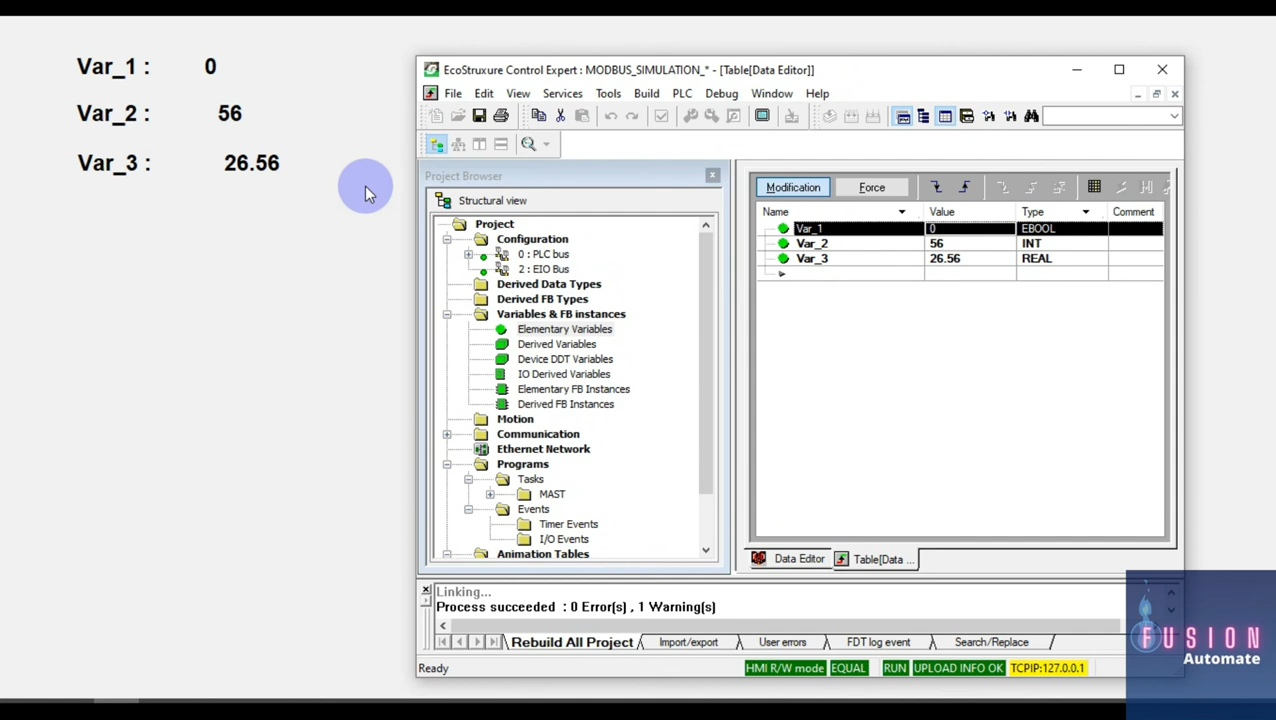 Var_1 : 0
Var_2 : 56
Var_3 : 26.56
EcoStruxure Control Expert : MODBUS_SIMULATION_* - [Table[Data Editor]]
File Edit View Services Tools Build PLC Debug Window Help
Project Browser
Structural view
Project
Configuration
0 : PLC bus
2 : EIO Bus
Derived Data Types
Derived FB Types
Variables & FB instances
Elementary Variables
Derived Variables
Device DDT Variables
IO Derived Variables
Elementary FB Instances
Derived FB Instances
Motion
Communication
Ethernet Network
Programs
Tasks
MAST
Events
Timer Events
I/O Events
Animation Tables
Modification Force
Name Value Type Comment
Var_1 0 EBOOL
Var_2 56 INT
Var_3 26.56 REAL
Data Editor Table[Data ...
Linking...
Process succeeded : 0 Error(s) , 1 Warning(s)
Rebuild All Project Import/export User errors FDT log event Search/Replace
Ready HMI R/W mode EQUAL RUN UPLOAD INFO OK TCPIP:127.0.0.1
FUSION
Automate